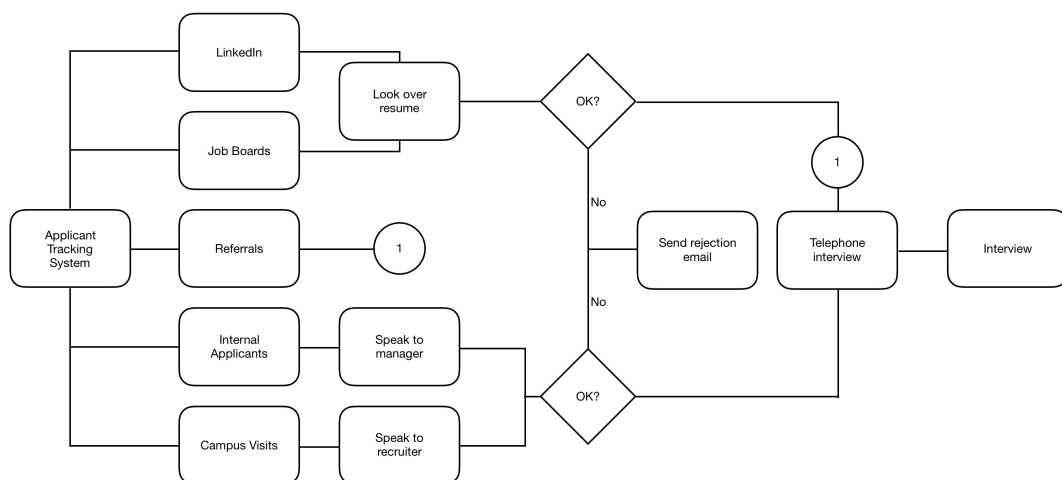 LinkedIn
Look over
resume
OK?
Job Boards
1
No
Applicant
Tracking
System
Referrals
1
Send rejection
email
Telephone
interview
Interview
No
Internal
Applicants
Speak to
manager
OK?
Campus Visits
Speak to
recruiter